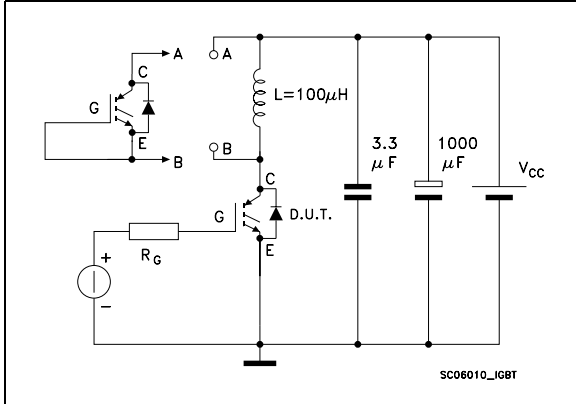 A
A
C
G
E
B
L=100μH
B
3.3
μF
1000
μF
VCC
C
G
D.U.T.
E
RG
+
−
SC06010_IGBT